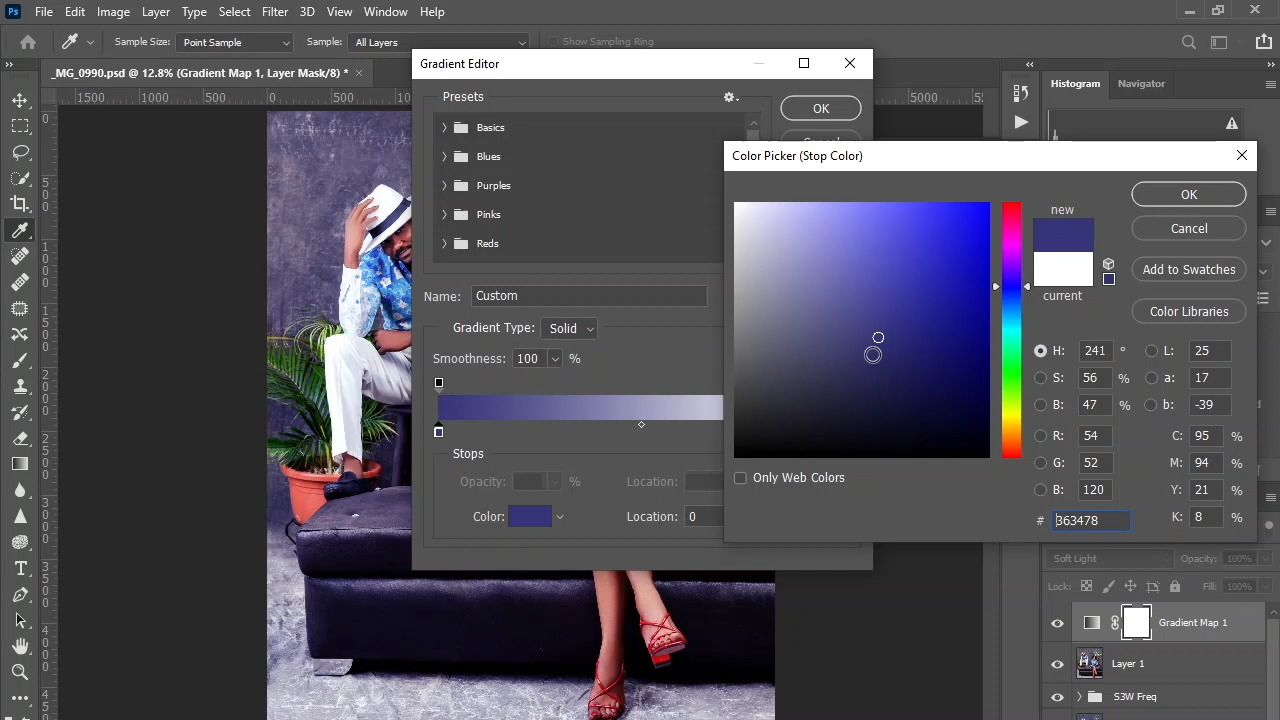 Ps File Edit Image Layer Type Select Filter 3D View Window Help
Sample Size: Point Sample Sample: All Layers Show Sampling Ring
_MG_0990.psd @ 12.8% (Gradient Map 1, Layer Mask/8) *
1500 1000 500 0 500 5000
Gradient Editor
Presets
OK
Basics
Blues
Purples
Pinks
Reds
Name: Custom
Gradient Type: Solid
Smoothness: 100 %
Stops
Opacity: % Location:
Color: Location: 0
Histogram Navigator
Color Picker (Stop Color)
new
current
OK
Cancel
Add to Swatches
Color Libraries
H: 241 ° L: 25
S: 56 % a: 17
B: 47 % b: -39
R: 54 C: 95 %
G: 52 M: 94 %
B: 120 Y: 21 %
# 363478 K: 8 %
Only Web Colors
Soft Light Opacity: 100%
Lock: Fill: 100%
Gradient Map 1
Layer 1
S3W Freq